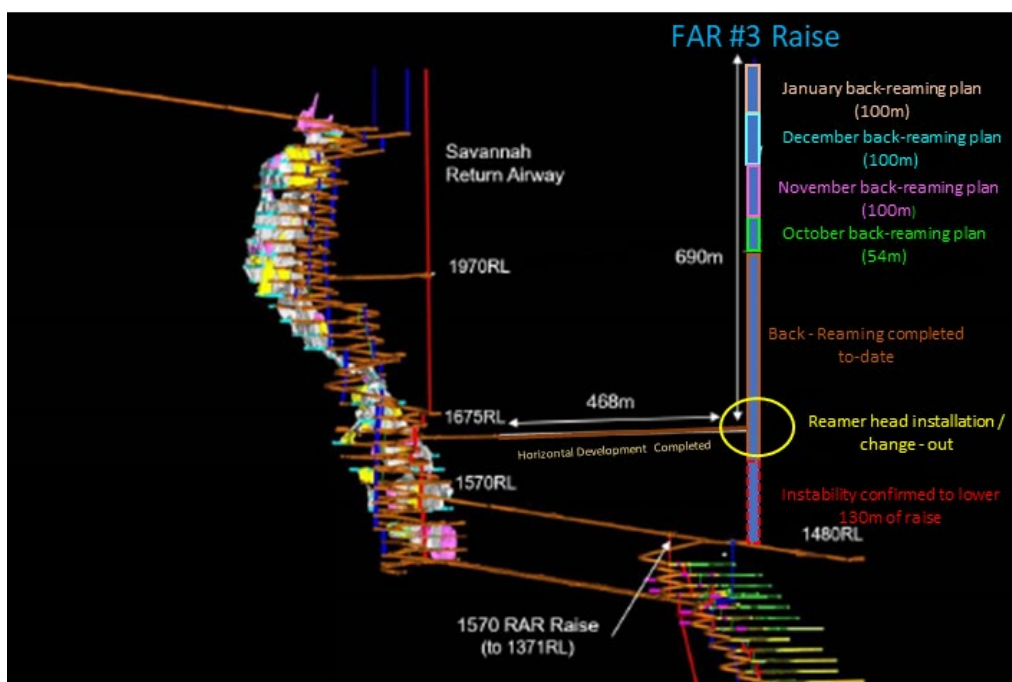 FAR #3 Raise
January back-reaming plan
(100m)
December back-reaming plan
(100m)
November back-reaming plan
(100m)
October back-reaming plan
(54m)
Savannah
Return Airway
690m
1970RL
Back - Reaming completed
to-date
468m
1675RL
Reamer head installation /
change - out
Horizontal Development Completed
1570RL
Instability confirmed to lower
130m of raise
1480RL
1570 RAR Raise
(to 1371RL)